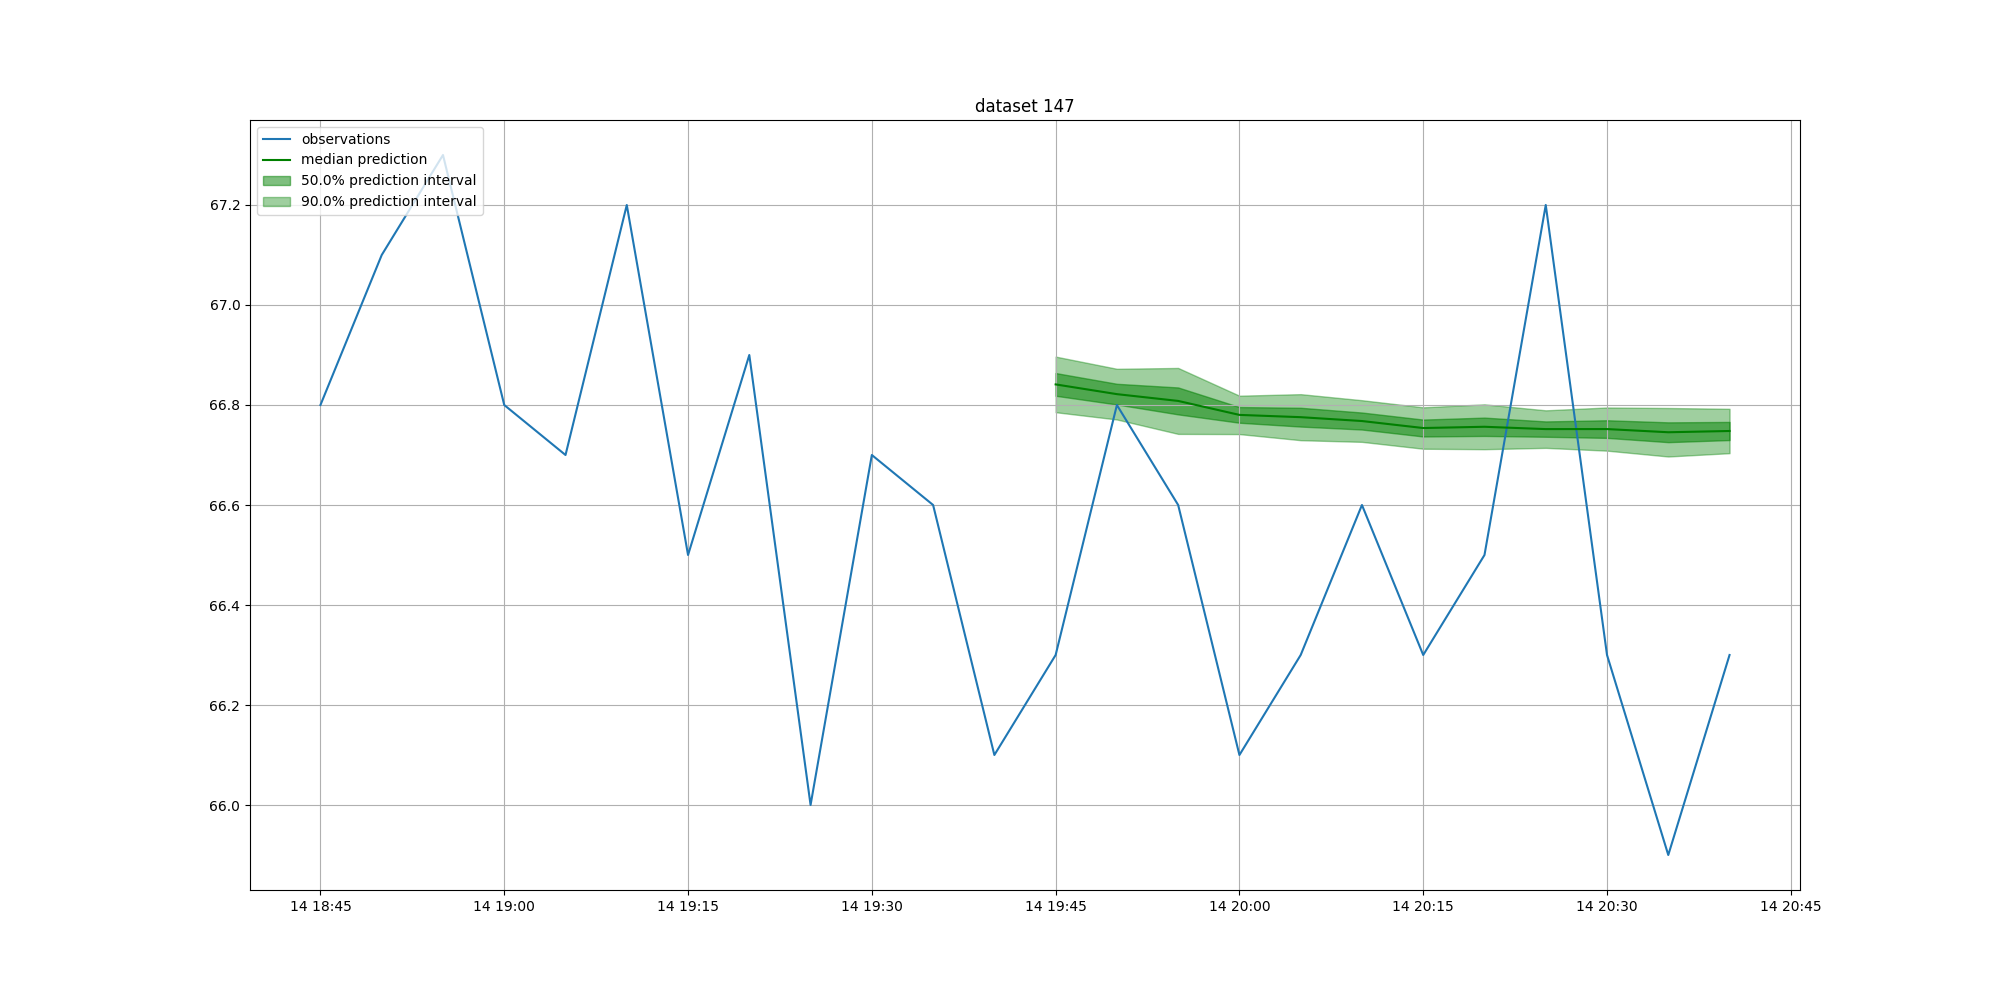 dataset 147
observations
median prediction
50.0% prediction interval
90.0% prediction interval
67.2
67.0
66.8
66.6
66.4
66.2
66.0
14 18:45 14 19:00 14 19:15 14 19:30 14 19:45 14 20:00 14 20:15 14 20:30 14 20:45